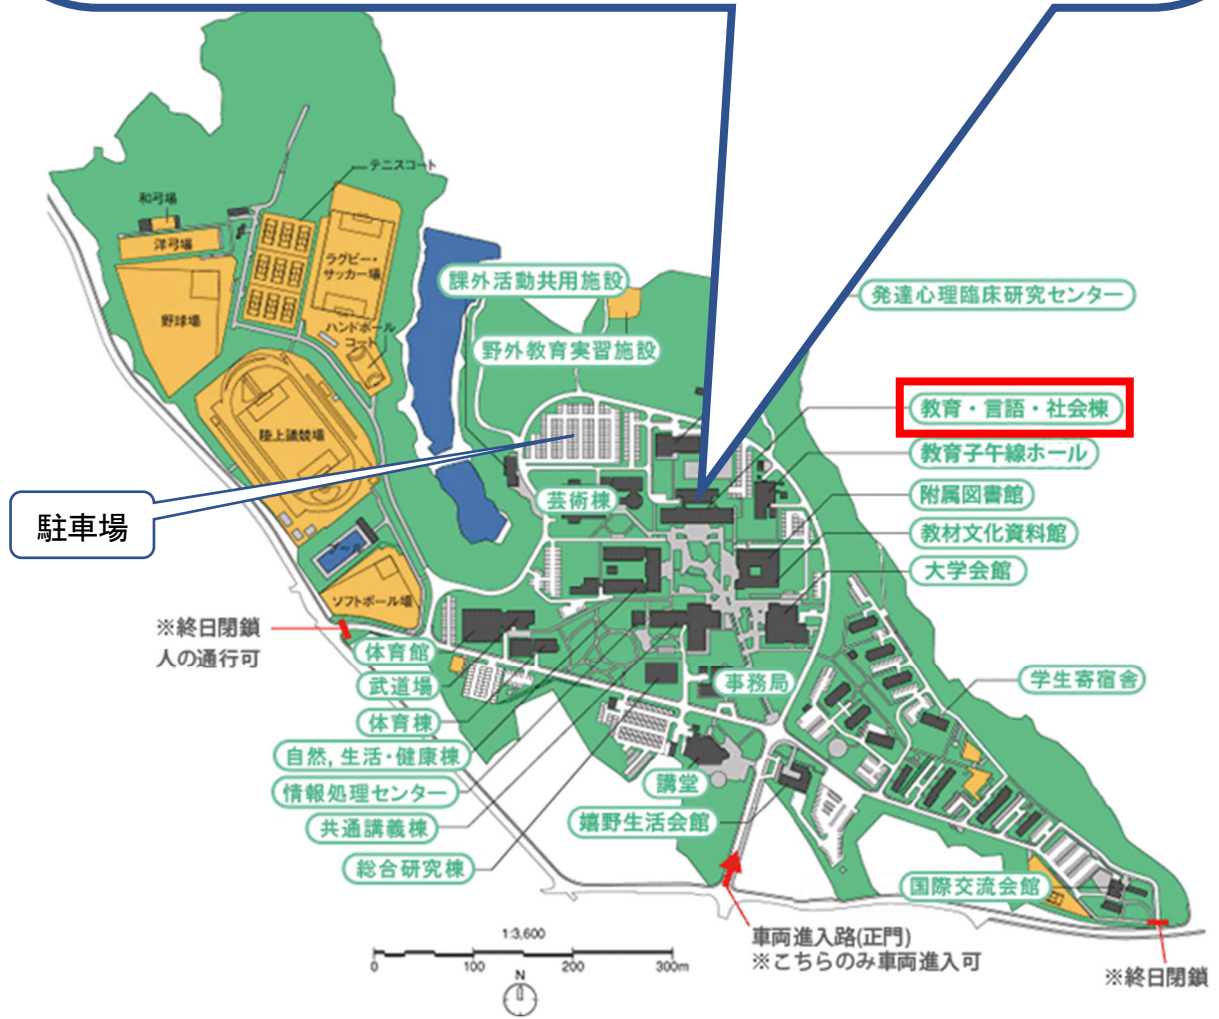 テニスコート
和弓場
洋弓場
ラグビー・
サッカー場
野球場
ハンドボール
コート
課外活動共用施設
発達心理臨床研究センター
野外教育実習施設
教育・言語・社会棟
陸上議競場
教育子午線ホール
駐車場
芸術棟
附属図書館
教材文化資料館
プール
大学会館
ソフトボール場
※終日閉鎖
人の通行可
体育館
武道場
事務局
学生寄宿舎
体育棟
自然,生活・健康棟
情報処理センター
講堂
共通講義棟
嬉野生活会館
総合研究棟
国際交流会館
1:3,600
0 100 200 300m
N
車両進入路(正門)
※こちらのみ車両進入可
※終日閉鎖